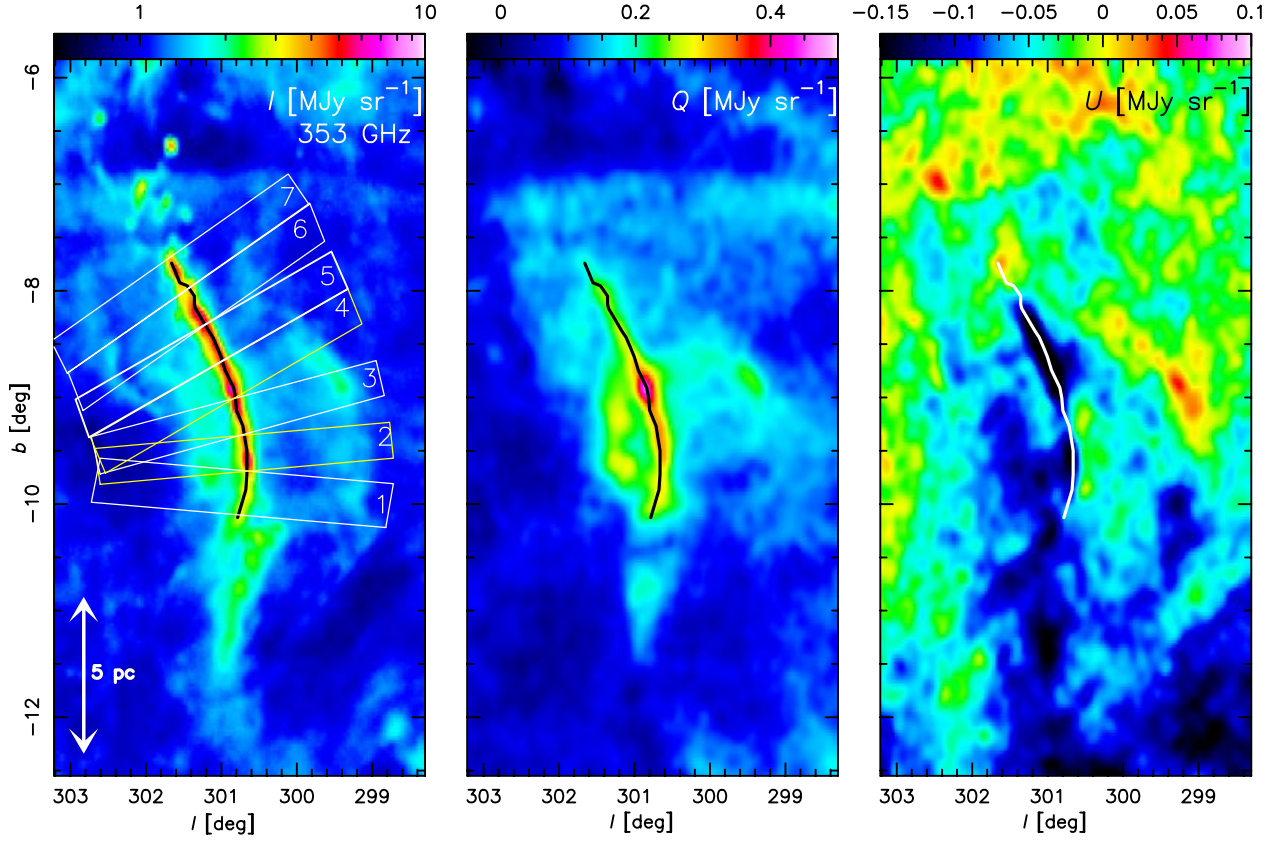 1 10
0 0.2 0.4
−0.15 −0.1 −0.05 0 0.05 0.1
I [MJy sr⁻¹]
353 GHz
Q [MJy sr⁻¹]
U [MJy sr⁻¹]
−6
−8
−10
−12
b [deg]
7
6
5
4
3
2
1
5 pc
303 302 301 300 299
303 302 301 300 299
303 302 301 300 299
l [deg]
l [deg]
l [deg]